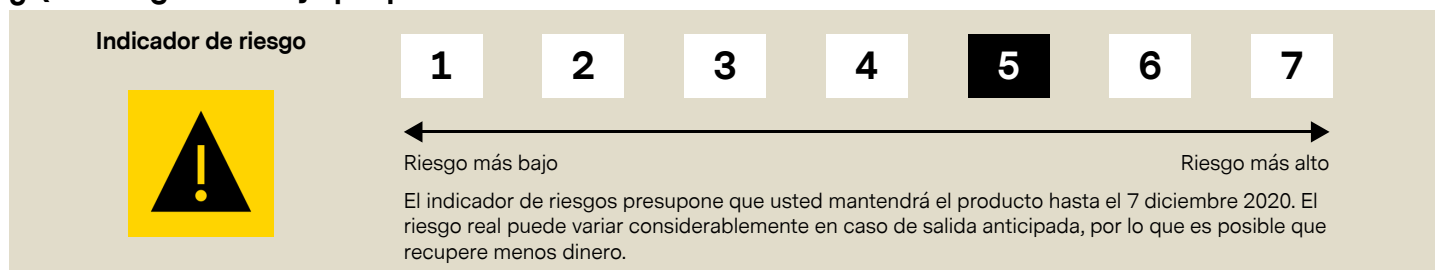 Indicador de riesgo
1 2 3 4 5 6 7
Riesgo más bajo Riesgo más alto
El indicador de riesgos presupone que usted mantendrá el producto hasta el 7 diciembre 2020. El
riesgo real puede variar considerablemente en caso de salida anticipada, por lo que es posible que
recupere menos dinero.